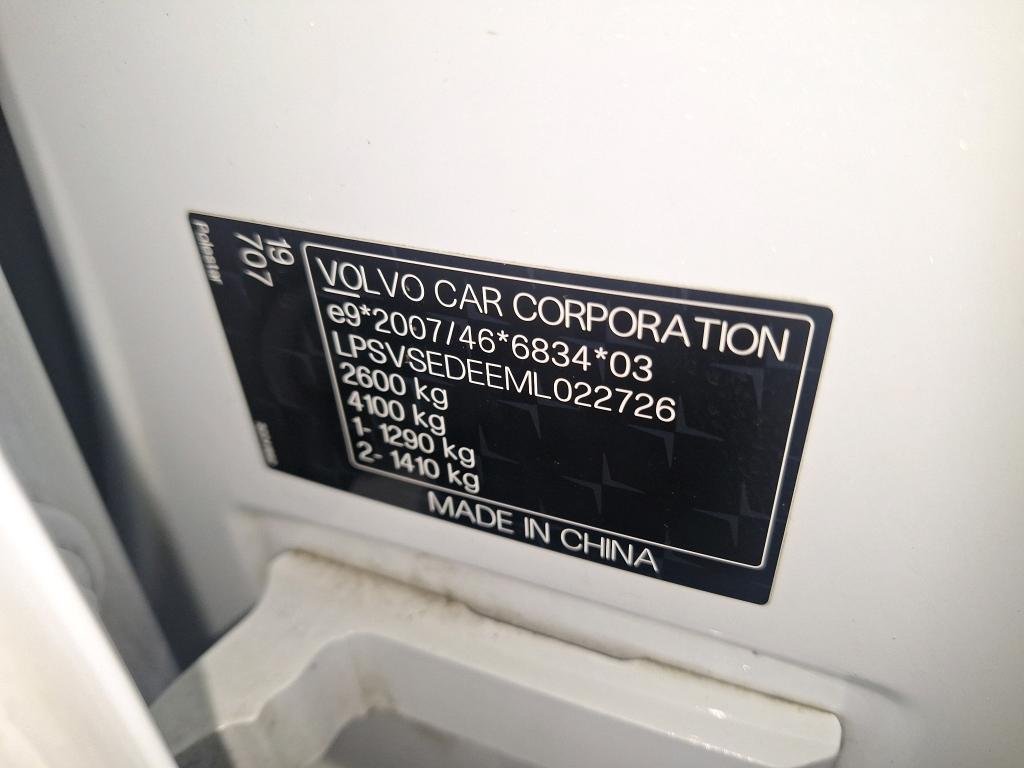 VOLVO CAR CORPORATION
e9*2007/46*6834*03
LPSVSEDEEML022726
2600 kg
4100 kg
1- 1290 kg
2- 1410 kg
MADE IN CHINA
19
707
Polestar